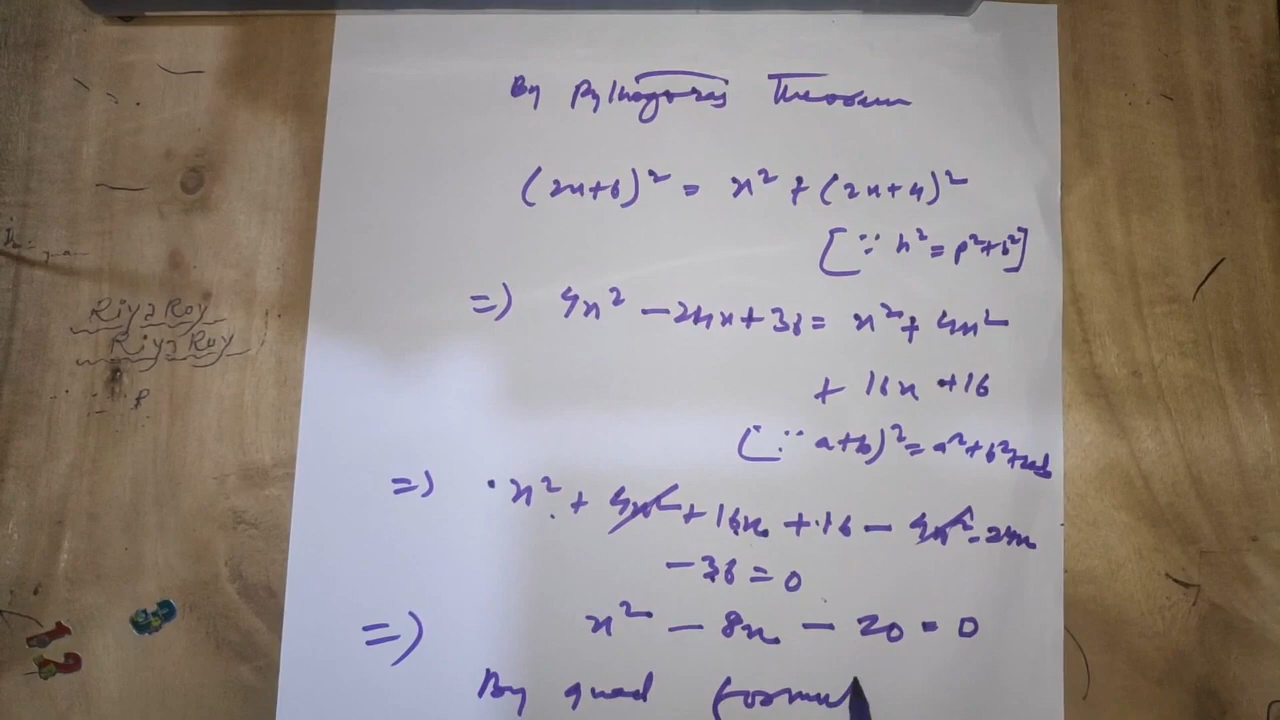 By Pythagoras Theorem
(2x+6)² = x² + (2x+4)²
[∵ h² = p²+b²]
=) 4x² - 24x + 36 = x² + 4x²
+ 16x + 16
(∵ a+b)² = a²+b²+2ab
=) x² + 4x² + 16x + 16 - 4x² - 24x
- 36 = 0
=) x² - 8x - 20 = 0
By quad formul
Riya Roy
Riya Roy